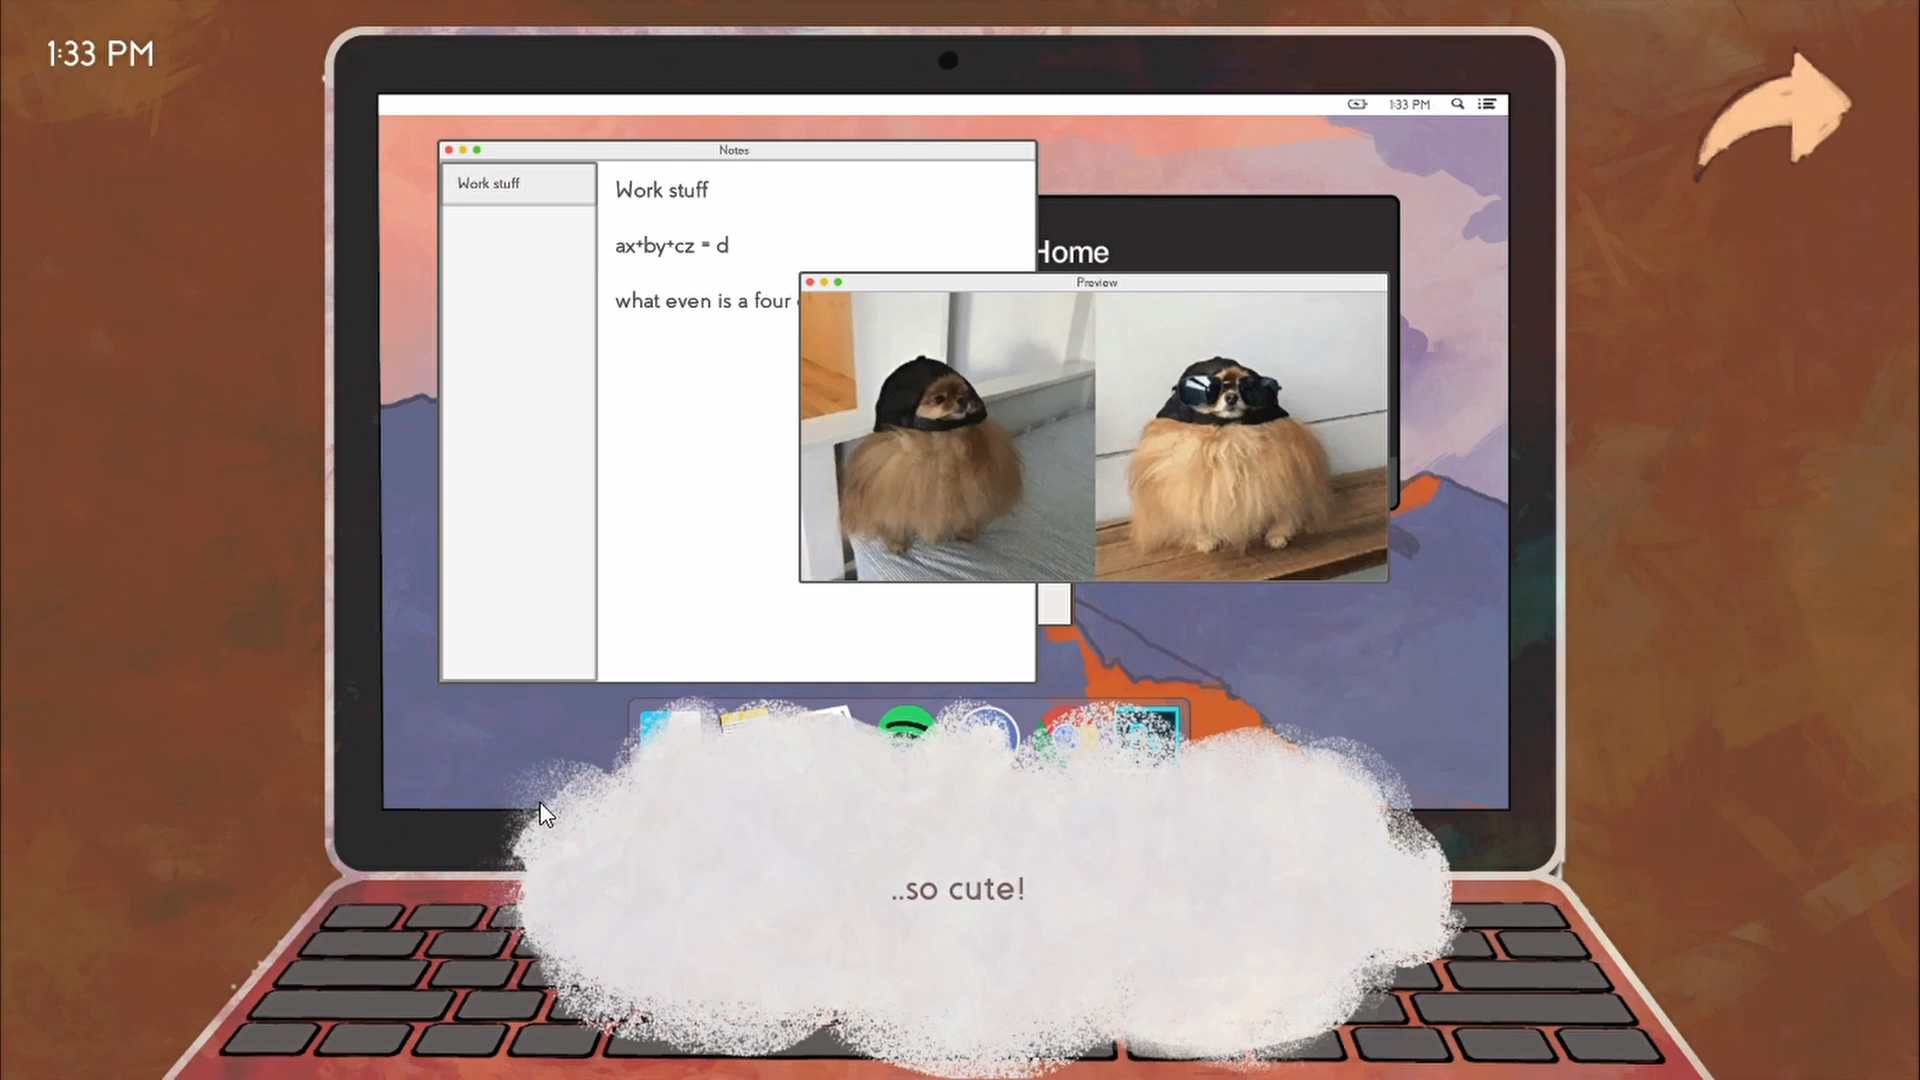 1:33 PM
1:33 PM
Notes
Work stuff
Work stuff
ax+by+cz = d
what even is a four
Home
Preview
..so cute!